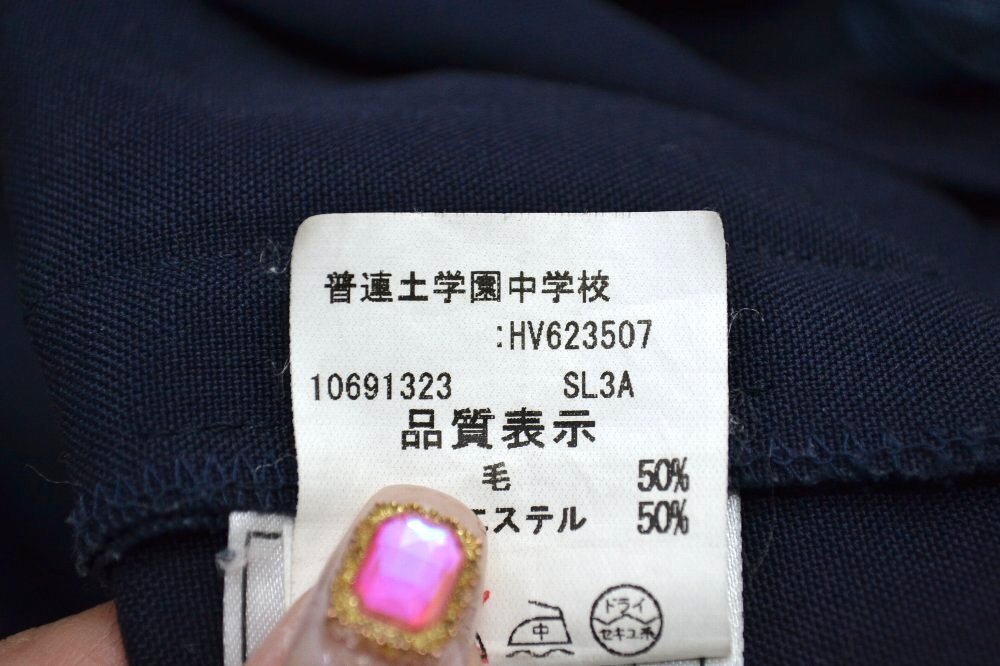 普連土学園中学校
:HV623507
10691323 SL3A
品質表示
毛 50%
エステル 50%
中
ドライ
セキユ系